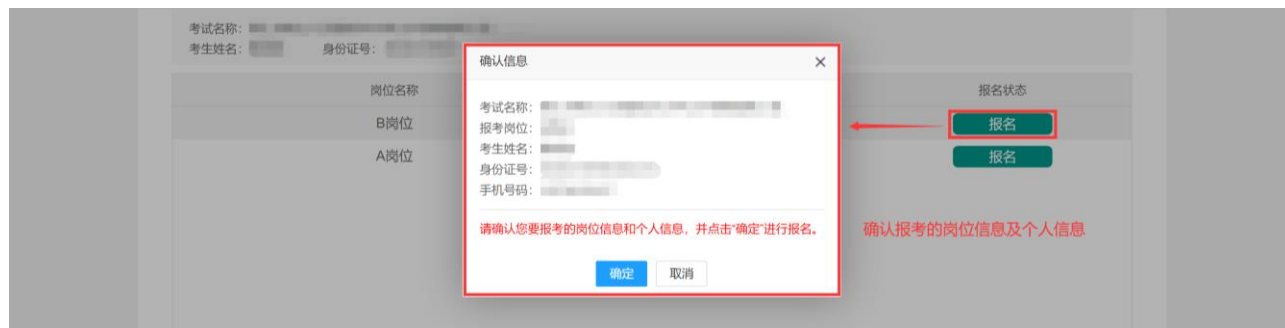 考试名称：
考生姓名： 身份证号：
岗位名称 报名状态
B岗位 报名
A岗位 报名
确认信息 ×
考试名称：
报考岗位：
考生姓名：
身份证号：
手机号码：
请确认您要报考的岗位信息和个人信息，并点击“确定”进行报名。
确定 取消
确认报考的岗位信息及个人信息